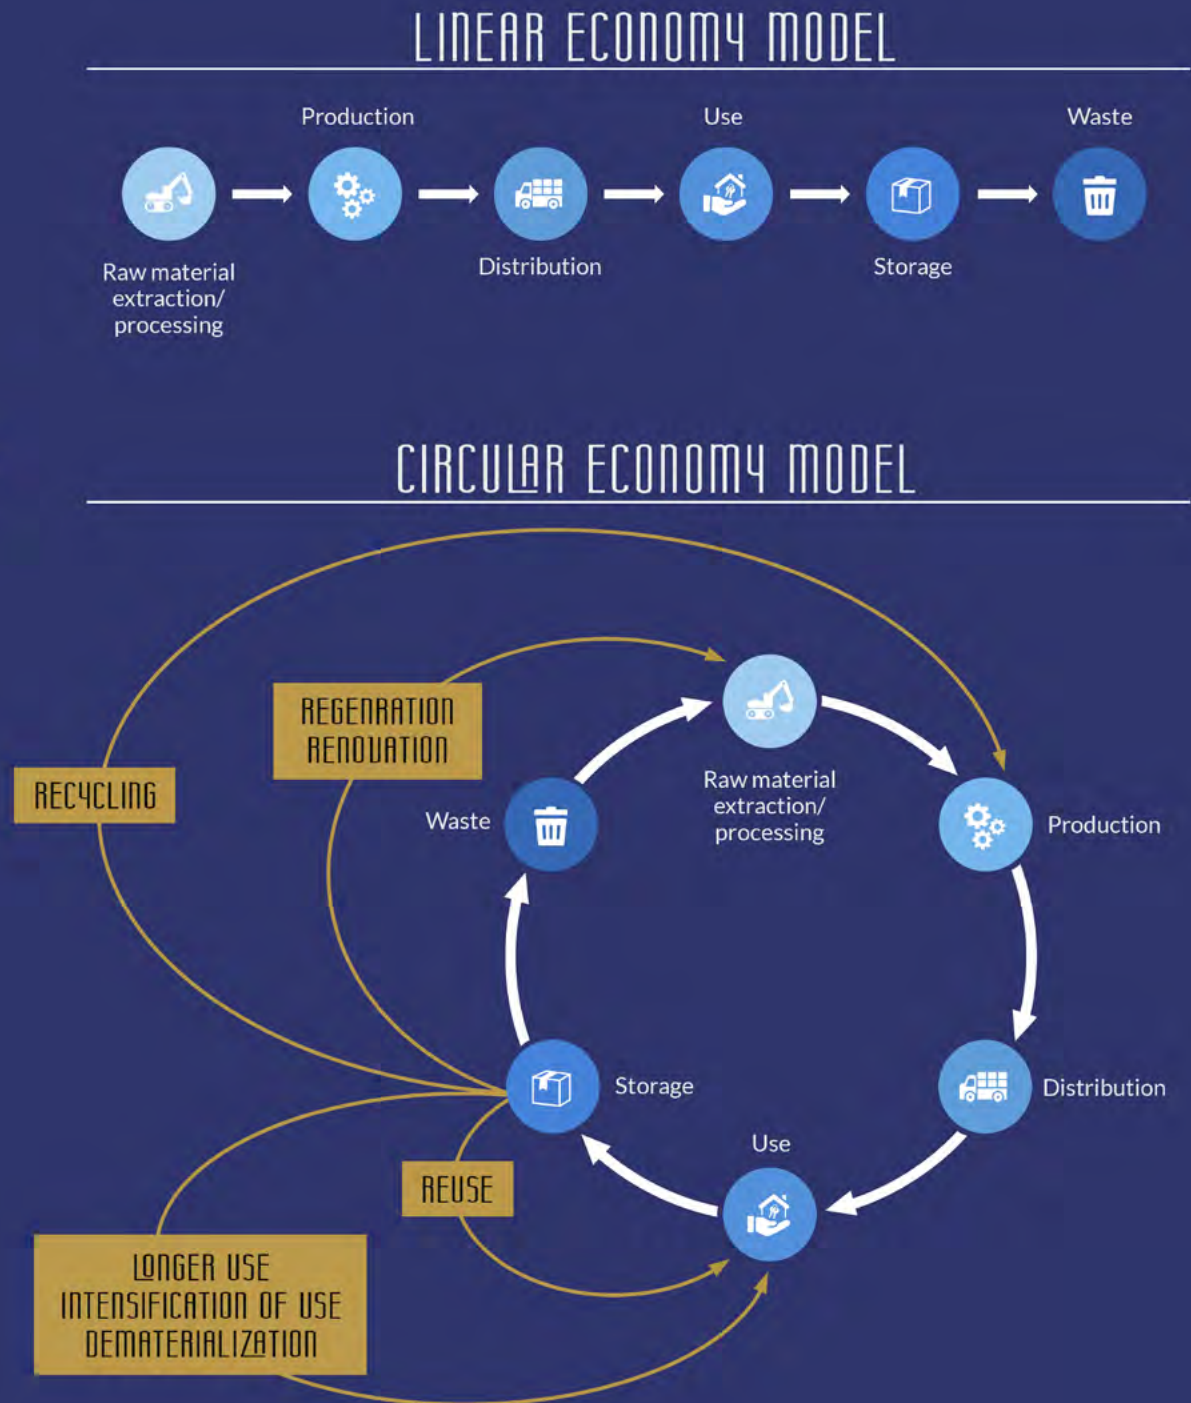 LINEAR ECONOMY MODEL
Production
Use
Waste
Raw material
extraction/
processing
Distribution
Storage
CIRCULAR ECONOMY MODEL
REGENRATION
RENOVATION
RECYCLING
Waste
Raw material
extraction/
processing
Production
Storage
Distribution
Use
REUSE
LONGER USE
INTENSIFICATION OF USE
DEMATERIALIZATION